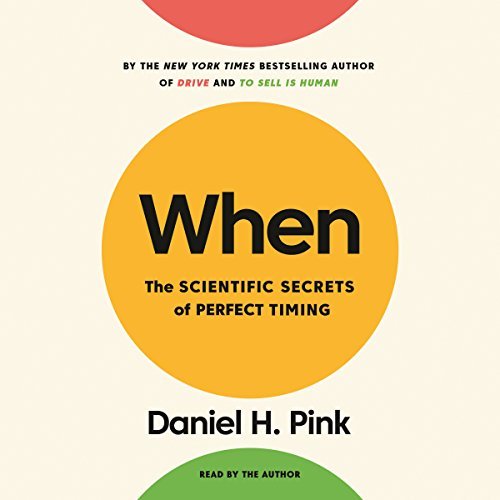 BY THE NEW YORK TIMES BESTSELLING AUTHOR
OF DRIVE AND TO SELL IS HUMAN
When
The SCIENTIFIC SECRETS
of PERFECT TIMING
Daniel H. Pink
READ BY THE AUTHOR